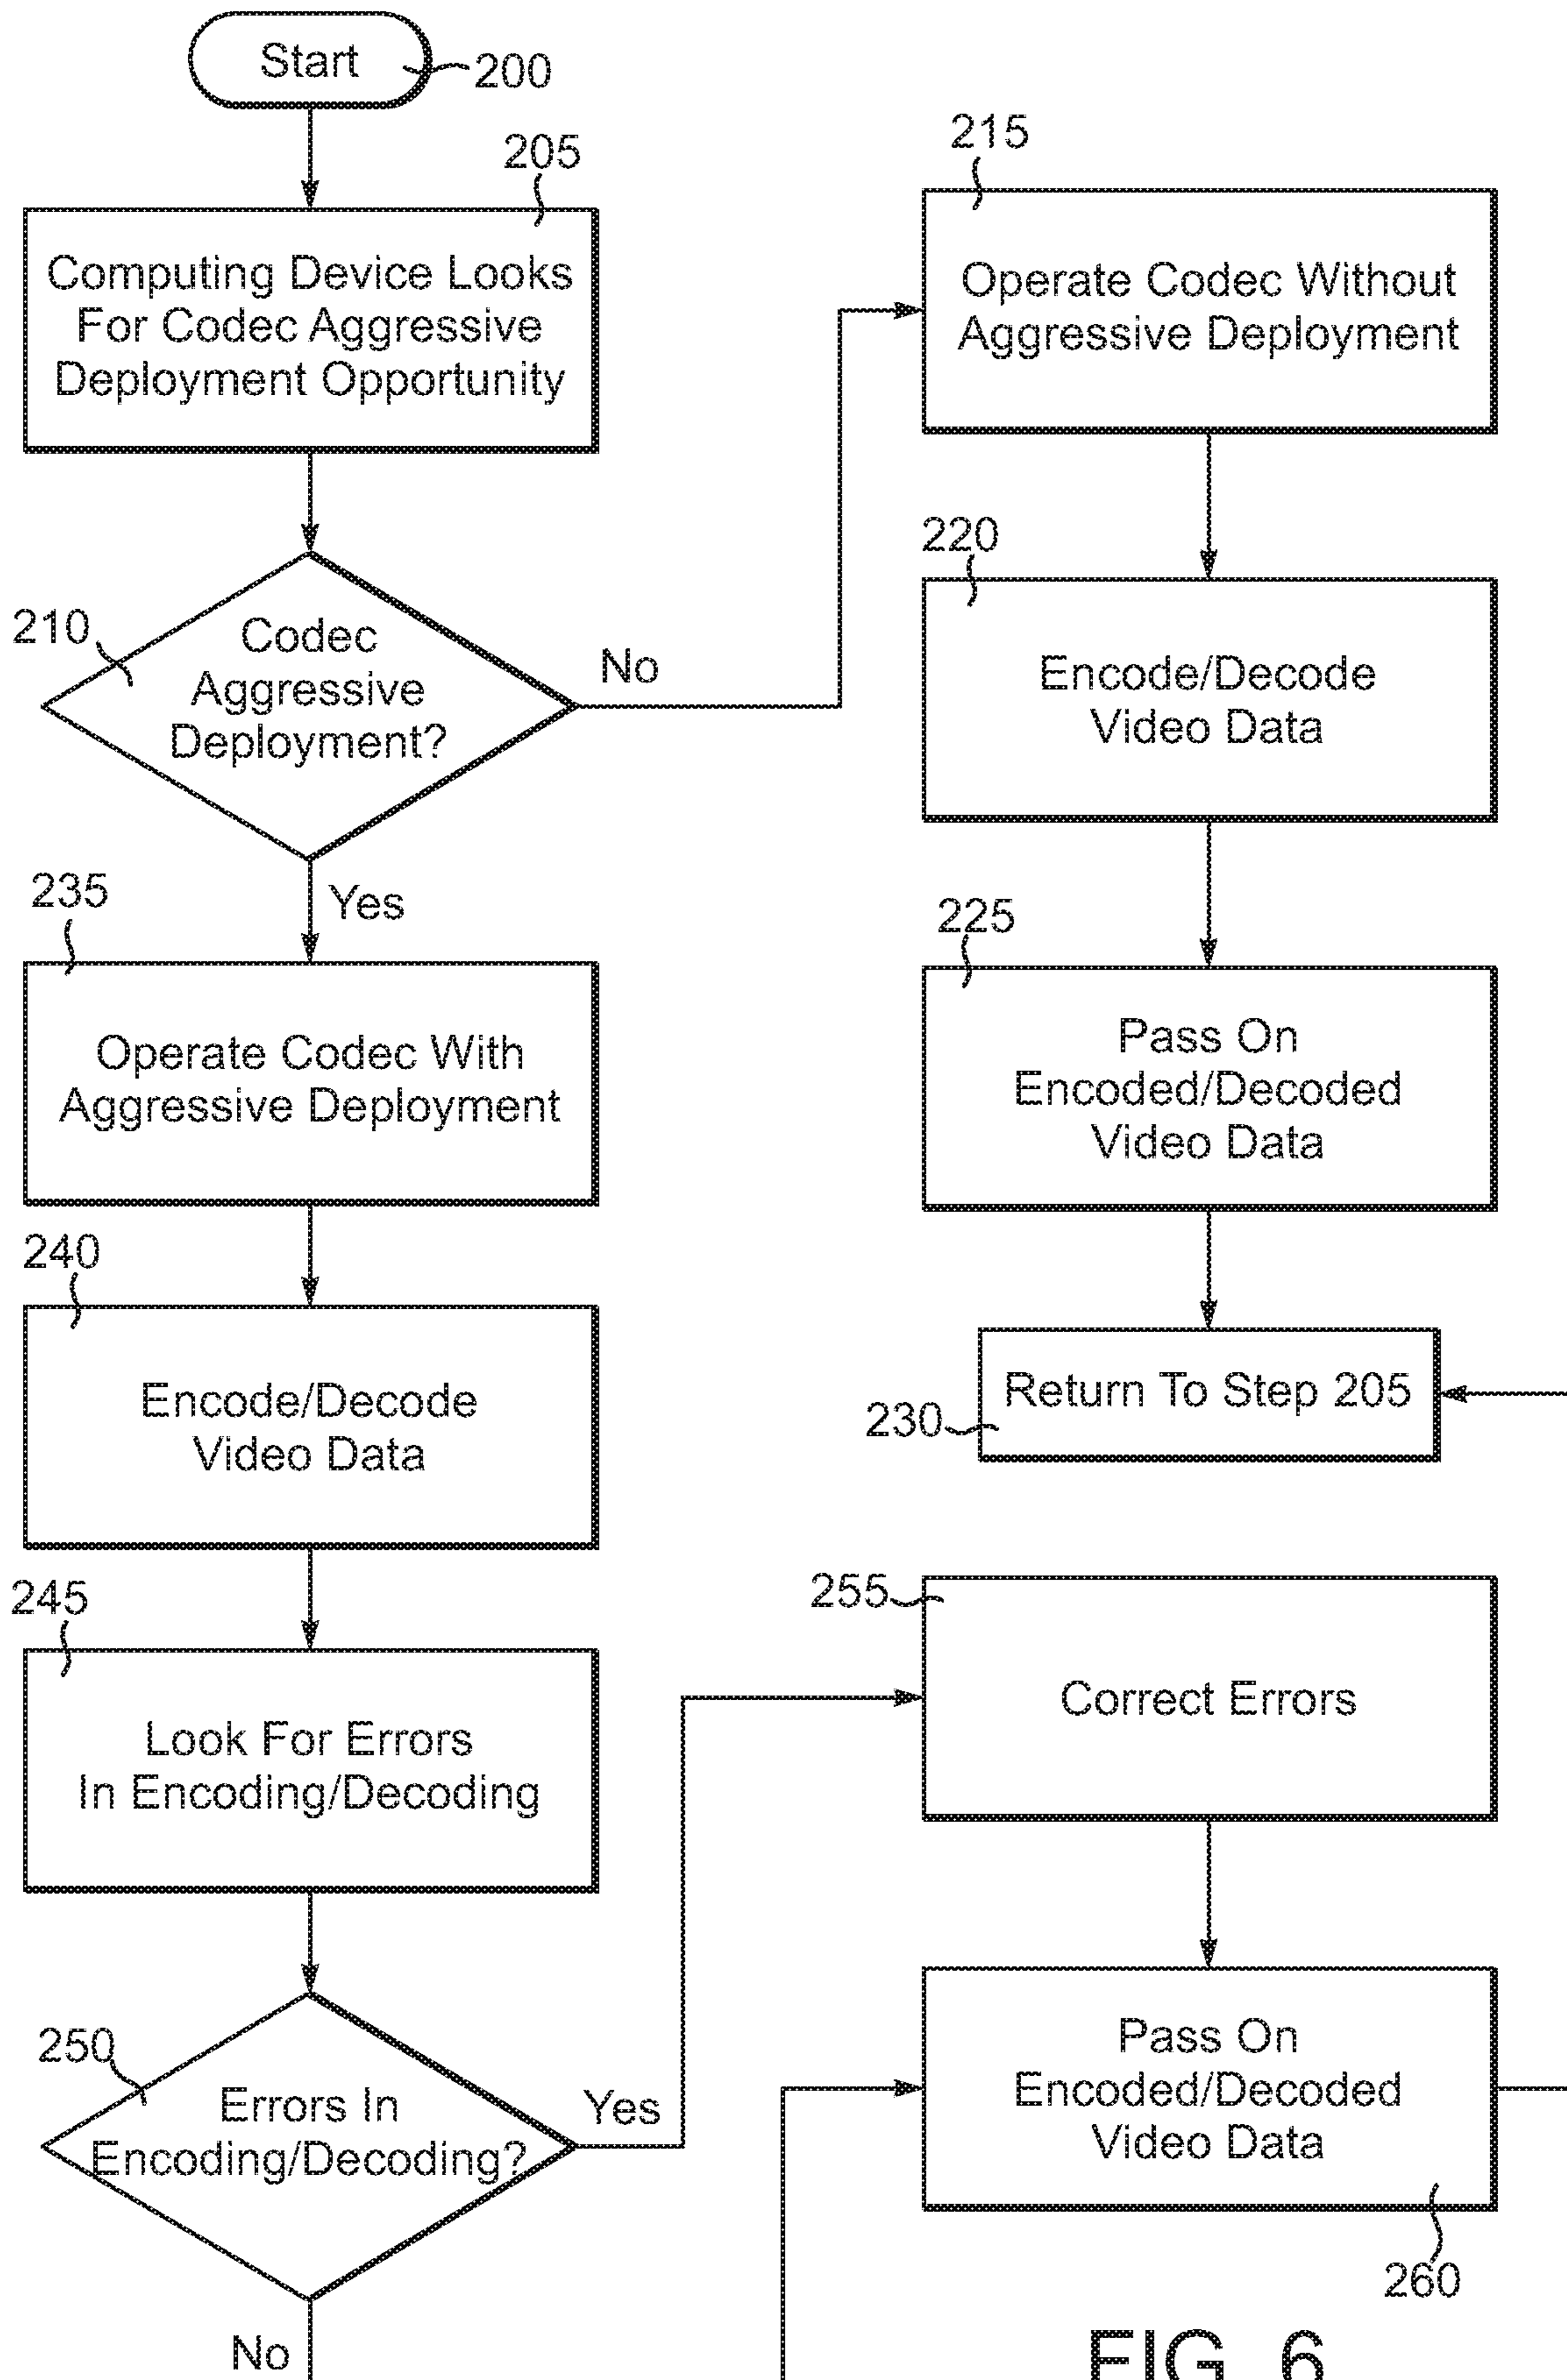 Start
200
205
Computing Device Looks
For Codec Aggressive
Deployment Opportunity
210
Codec
Aggressive
Deployment?
No
Yes
215
Operate Codec Without
Aggressive Deployment
220
Encode/Decode
Video Data
225
Pass On
Encoded/Decoded
Video Data
230
Return To Step 205
235
Operate Codec With
Aggressive Deployment
240
Encode/Decode
Video Data
245
Look For Errors
In Encoding/Decoding
250
Errors In
Encoding/Decoding?
Yes
No
255
Correct Errors
Pass On
Encoded/Decoded
Video Data
260
FIG. 6